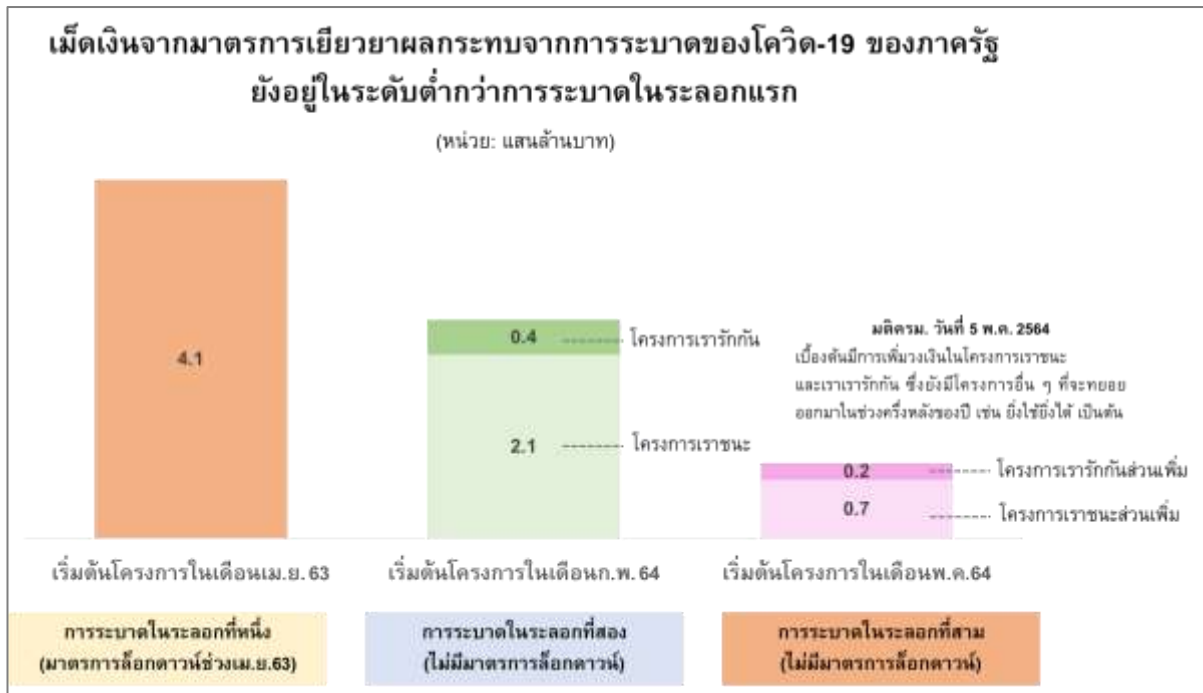 เม็ดเงินจากมาตรการเยียวยาผลกระทบจากการระบาดของโควิด-19 ของภาครัฐ
ยังอยู่ในระดับต่ำกว่าการระบาดในระลอกแรก
(หน่วย: แสนล้านบาท)
4.1
0.4
โครงการเรารักกัน
2.1
โครงการเราชนะ
มติครม. วันที่ 5 พ.ค. 2564
เบื้องต้นมีการเพิ่มวงเงินในโครงการเราชนะ
และเราเรารักกัน ซึ่งยังมีโครงการอื่น ๆ ที่จะทยอย
ออกมาในช่วงครึ่งหลังของปี เช่น ยิ่งใช้ยิ่งได้ เป็นต้น
0.2
โครงการเรารักกันส่วนเพิ่ม
0.7
โครงการเราชนะส่วนเพิ่ม
เริ่มต้นโครงการในเดือนเม.ย. 63
เริ่มต้นโครงการในเดือนก.พ. 64
เริ่มต้นโครงการในเดือนพ.ค.64
การระบาดในระลอกที่หนึ่ง
(มาตรการล็อกดาวน์ช่วงเม.ย.63)
การระบาดในระลอกที่สอง
(ไม่มีมาตรการล็อกดาวน์)
การระบาดในระลอกที่สาม
(ไม่มีมาตรการล็อกดาวน์)